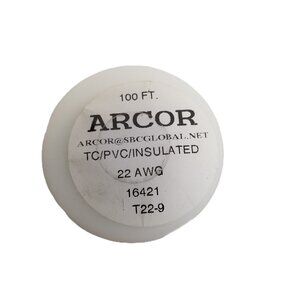 100 FT.
ARCOR
ARCOR@SBCGLOBAL.NET
TC/PVC/INSULATED
22 AWG
16421
T22-9